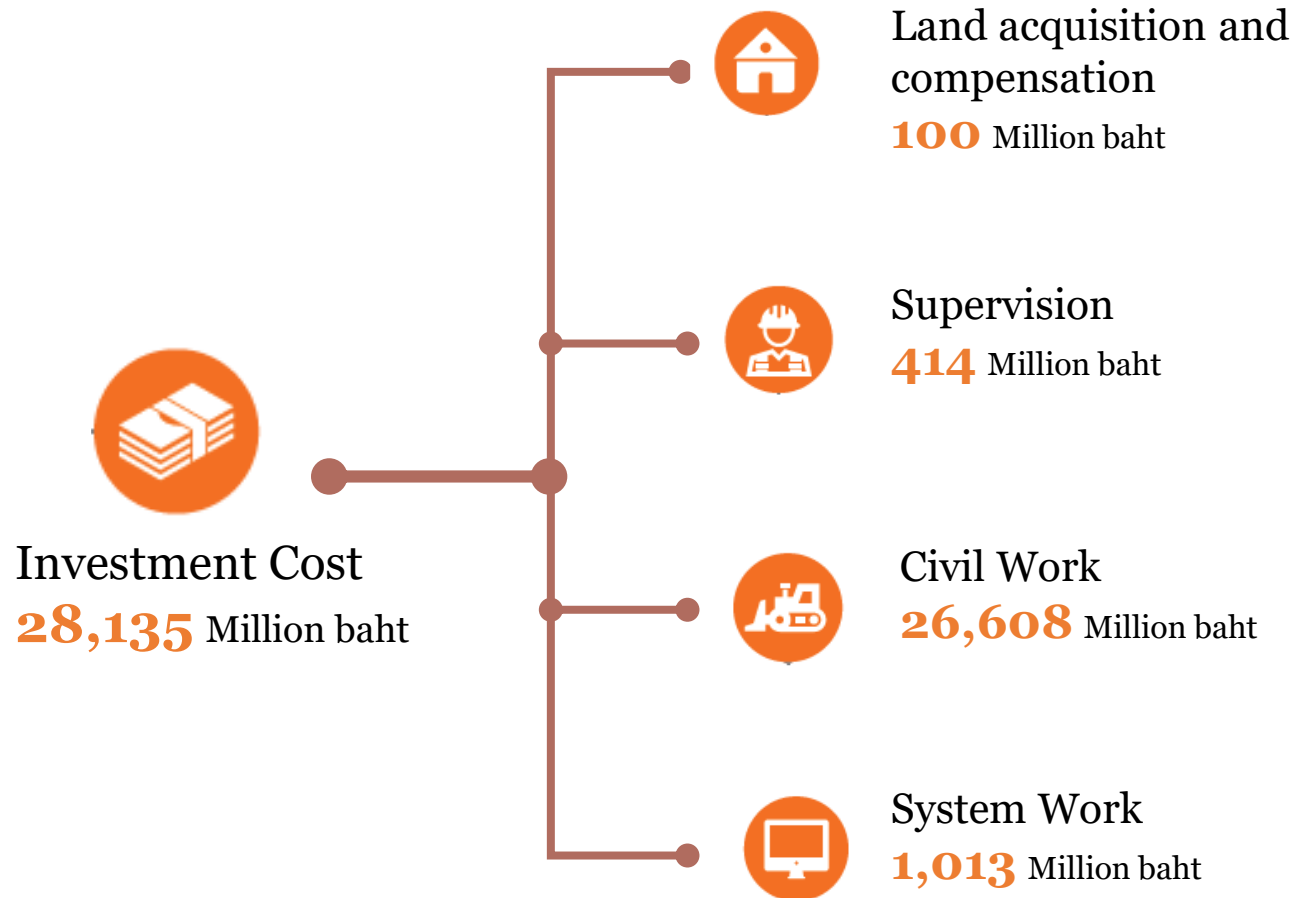 Land acquisition and
compensation
100 Million baht
Supervision
414 Million baht
Investment Cost
28,135 Million baht
Civil Work
26,608 Million baht
System Work
1,013 Million baht